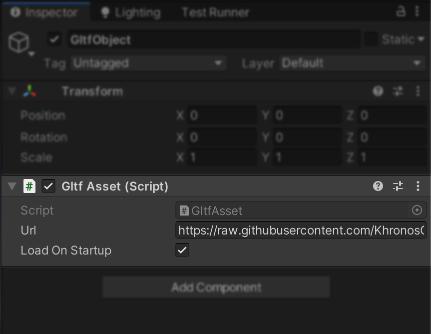 Inspector Lighting Test Runner
GltfObject Static
Tag Untagged Layer Default
Transform
Position X 0 Y 0 Z 0
Rotation X 0 Y 0 Z 0
Scale X 1 Y 1 Z 1
# Gltf Asset (Script)
Script # GltfAsset
Url https://raw.githubusercontent.com/Khronos
Load On Startup
Add Component